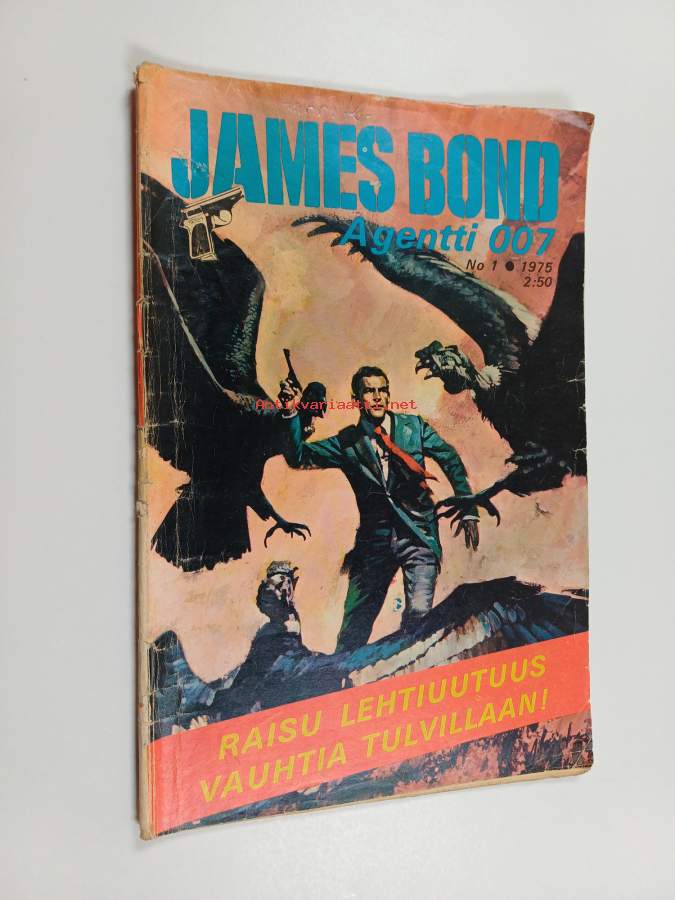 JAMES BOND
Agentti 007
No 1 ● 1975
2:50
Antikvariaatti.net
RAISU LEHTIUUTUUS
VAUHTIA TULVILLAAN!